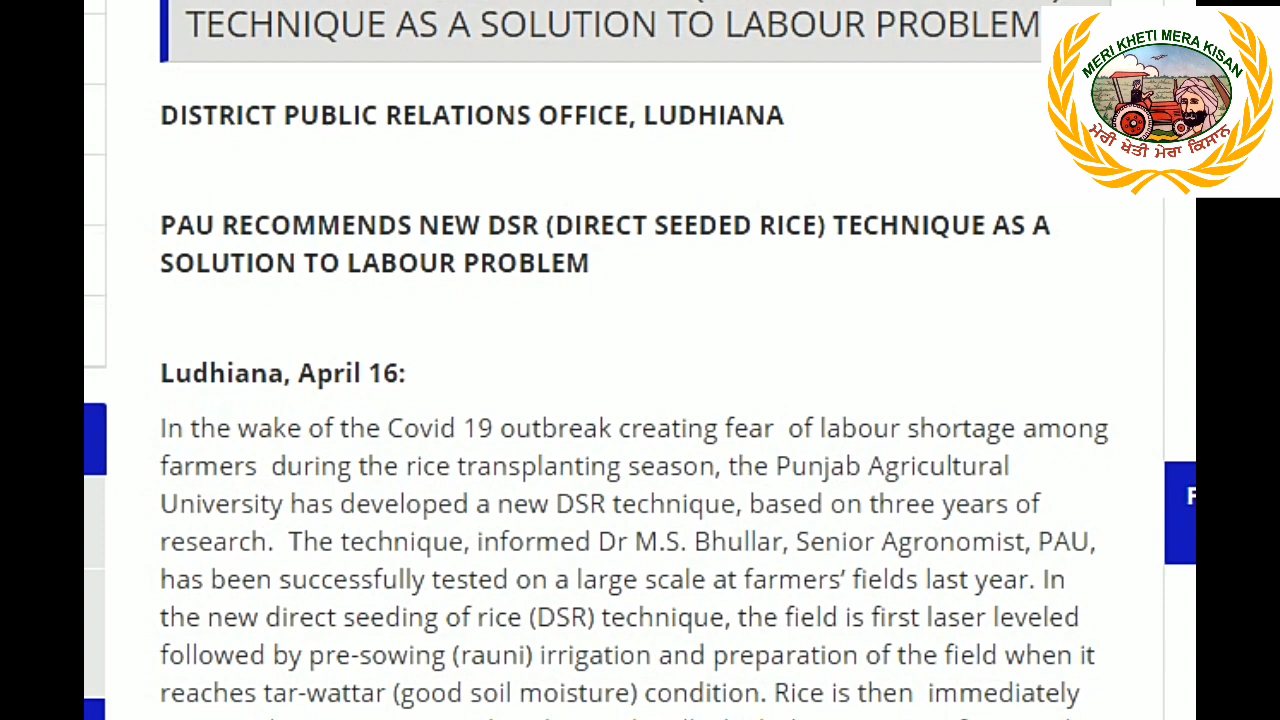 TECHNIQUE AS A SOLUTION TO LABOUR PROBLEM
MERI KHETI MERA KISAN
ਮੇਰੀ ਖੇਤੀ ਮੇਰਾ ਕਿਸਾਨ
DISTRICT PUBLIC RELATIONS OFFICE, LUDHIANA
PAU RECOMMENDS NEW DSR (DIRECT SEEDED RICE) TECHNIQUE AS A
SOLUTION TO LABOUR PROBLEM
Ludhiana, April 16:
In the wake of the Covid 19 outbreak creating fear of labour shortage among
farmers during the rice transplanting season, the Punjab Agricultural
University has developed a new DSR technique, based on three years of
research. The technique, informed Dr M.S. Bhullar, Senior Agronomist, PAU,
has been successfully tested on a large scale at farmers’ fields last year. In
the new direct seeding of rice (DSR) technique, the field is first laser leveled
followed by pre-sowing (rauni) irrigation and preparation of the field when it
reaches tar-wattar (good soil moisture) condition. Rice is then immediately